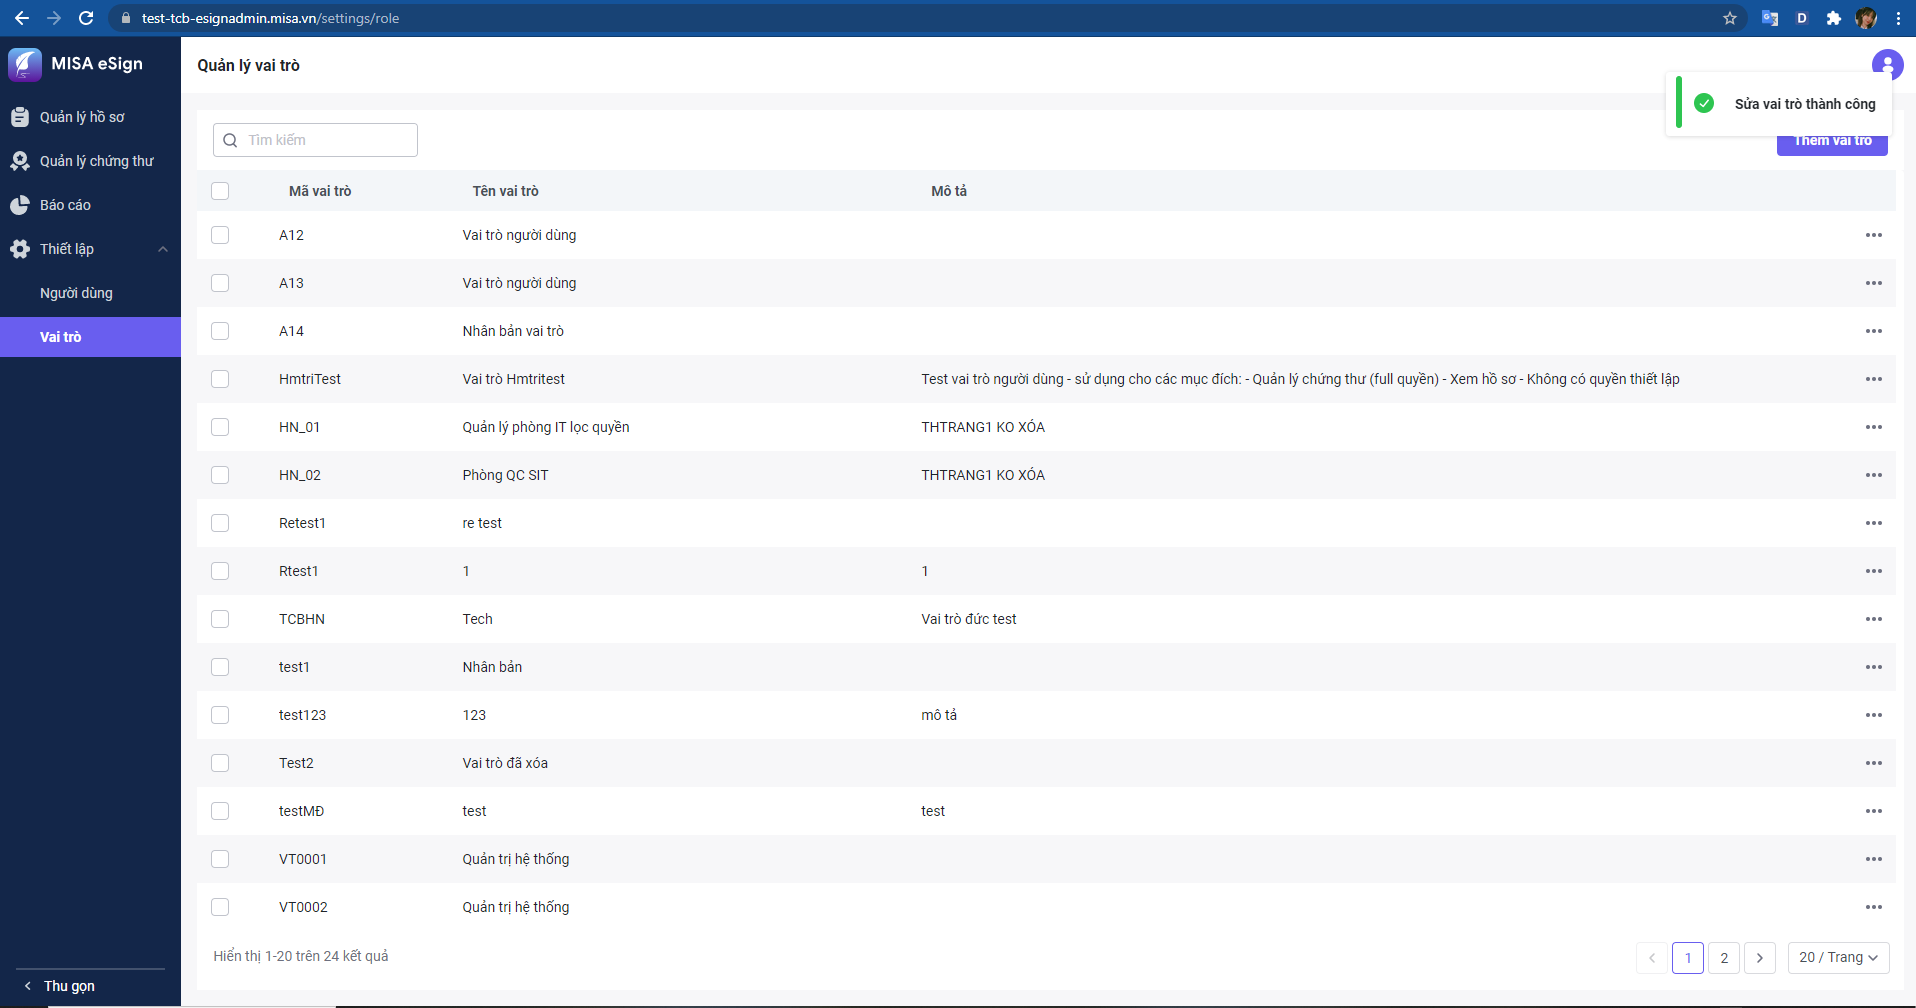 test-tcb-esignadmin.misa.vn/settings/role
D
MISA eSign
Quản lý hồ sơ
Quản lý chứng thư
Báo cáo
Thiết lập
Người dùng
Vai trò
Thu gọn
Quản lý vai trò
Sửa vai trò thành công
Tìm kiếm
Thêm vai trò
Mã vai trò Tên vai trò Mô tả
A12 Vai trò người dùng
A13 Vai trò người dùng
A14 Nhân bản vai trò
HmtriTest Vai trò Hmtritest Test vai trò người dùng - sử dụng cho các mục đích: - Quản lý chứng thư (full quyền) - Xem hồ sơ - Không có quyền thiết lập
HN_01 Quản lý phòng IT lọc quyền THTRANG1 KO XÓA
HN_02 Phòng QC SIT THTRANG1 KO XÓA
Retest1 re test
Rtest1 1 1
TCBHN Tech Vai trò đức test
test1 Nhân bản
test123 123 mô tả
Test2 Vai trò đã xóa
testMĐ test test
VT0001 Quản trị hệ thống
VT0002 Quản trị hệ thống
Hiển thị 1-20 trên 24 kết quả
1 2 20 / Trang